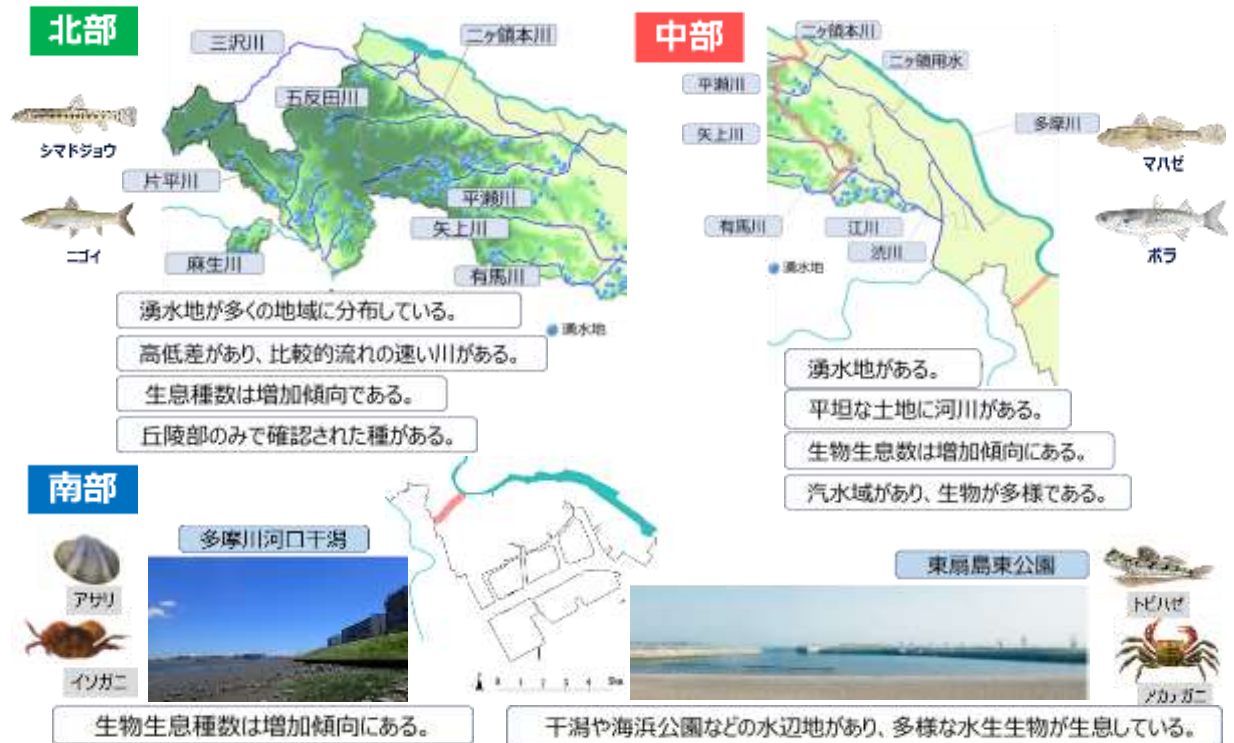 北部
三沢川
二ヶ領本川
五反田川
シマドジョウ
片平川
平瀬川
ニゴイ
矢上川
麻生川
有馬川
湧水地が多くの地域に分布している。
湧水地
高低差があり、比較的流れの速い川がある。
生息種数は増加傾向である。
丘陵部のみで確認された種がある。
中部
二ヶ領本川
二ヶ領用水
平瀬川
多摩川
矢上川
マハゼ
有馬川
江川
渋川
湧水地
ボラ
湧水地がある。
平坦な土地に河川がある。
生物生息数は増加傾向にある。
汽水域があり、生物が多様である。
南部
多摩川河口干潟
アサリ
イソガニ
0 1 2 3 4 5km
東扇島東公園
トビハゼ
アカテガニ
生物生息種数は増加傾向にある。
干潟や海浜公園などの水辺地があり、多様な水生生物が生息している。